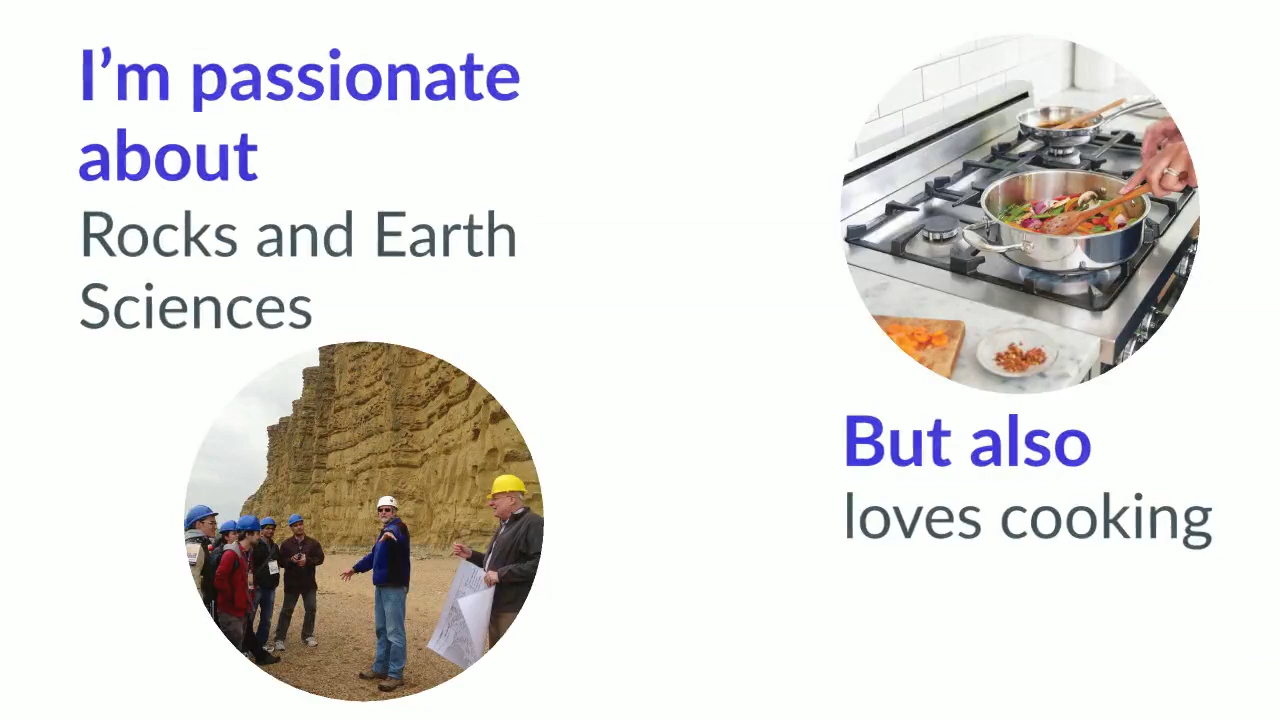 I’m passionate
about
Rocks and Earth
Sciences
But also
loves cooking